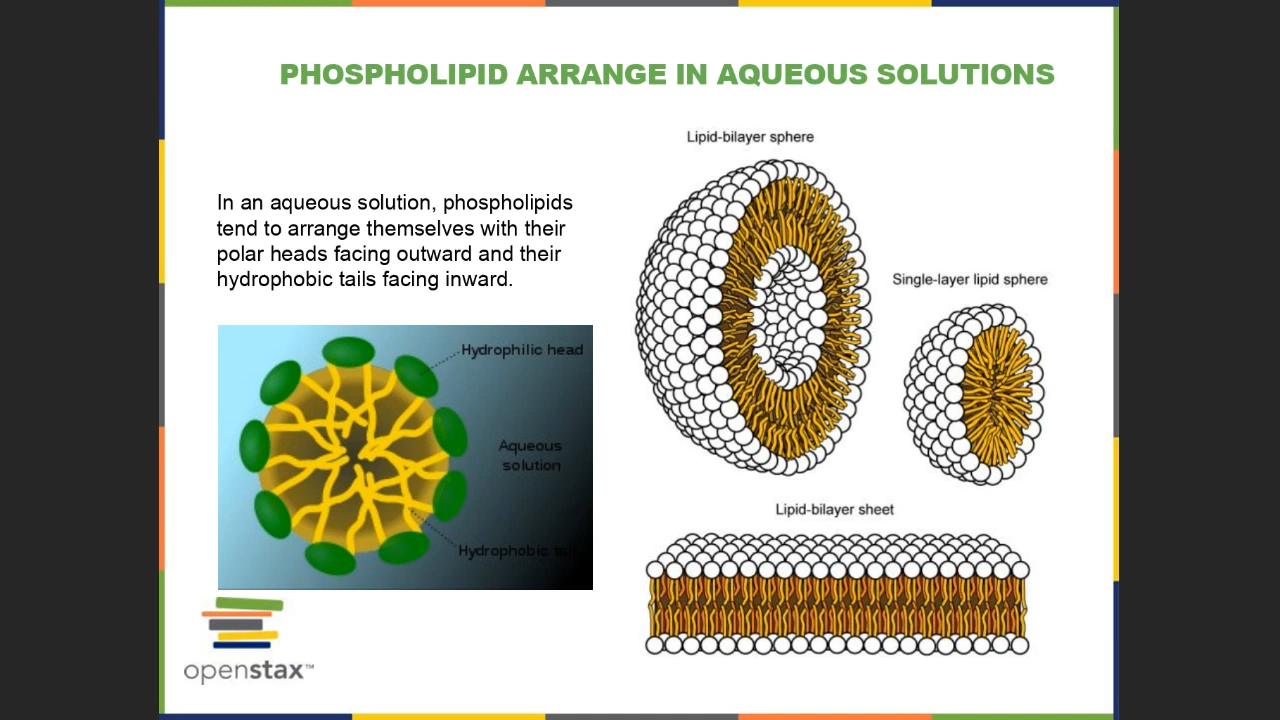 PHOSPHOLIPID ARRANGE IN AQUEOUS SOLUTIONS
In an aqueous solution, phospholipids
tend to arrange themselves with their
polar heads facing outward and their
hydrophobic tails facing inward.
Hydrophilic head
Aqueous
solution
Hydrophobic tail
Lipid-bilayer sphere
Single-layer lipid sphere
Lipid-bilayer sheet
openstax™